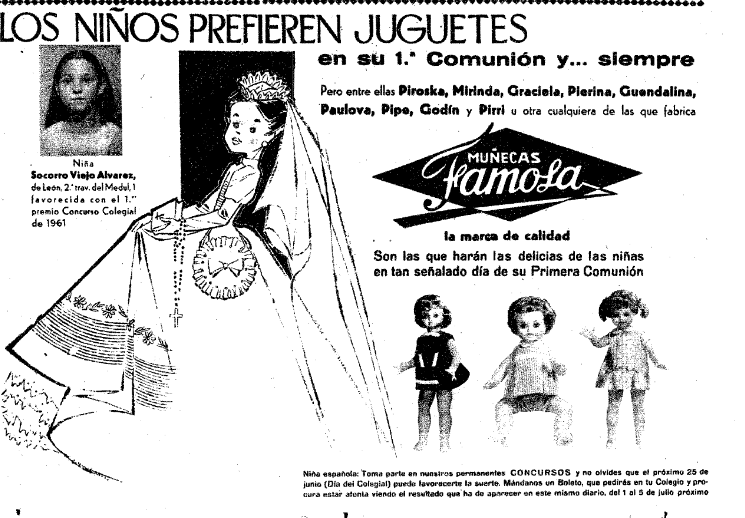 LOS NIÑOS PREFIEREN JUGUETES
en su 1.ª Comunión y... siempre
Pero entre ellas Piroska, Mirinda, Graciela, Pierina, Guendalina,
Paulova, Pipe, Godín y Pirri u otra cualquiera de las que fabrica
Niña
Socorro Viejo Alvarez,
de León, 2.ª trav. del Medul, 1
favorecida con el 1.er
premio Concurso Colegial
de 1961
MUÑECAS
Famosa
la marca de calidad
Son las que harán las delicias de las niñas
en tan señalado día de su Primera Comunión
Niña española: Toma parte en nuestros permanentes CONCURSOS y no olvides que el próximo 25 de
junio (Día del Colegial) puede favorecerte la suerte. Mándanos un Boleto, que pedirás en tu Colegio y pro-
cura estar atenta viendo el resultado que ha de aparecer en este mismo diario, del 1 al 5 de julio próximo